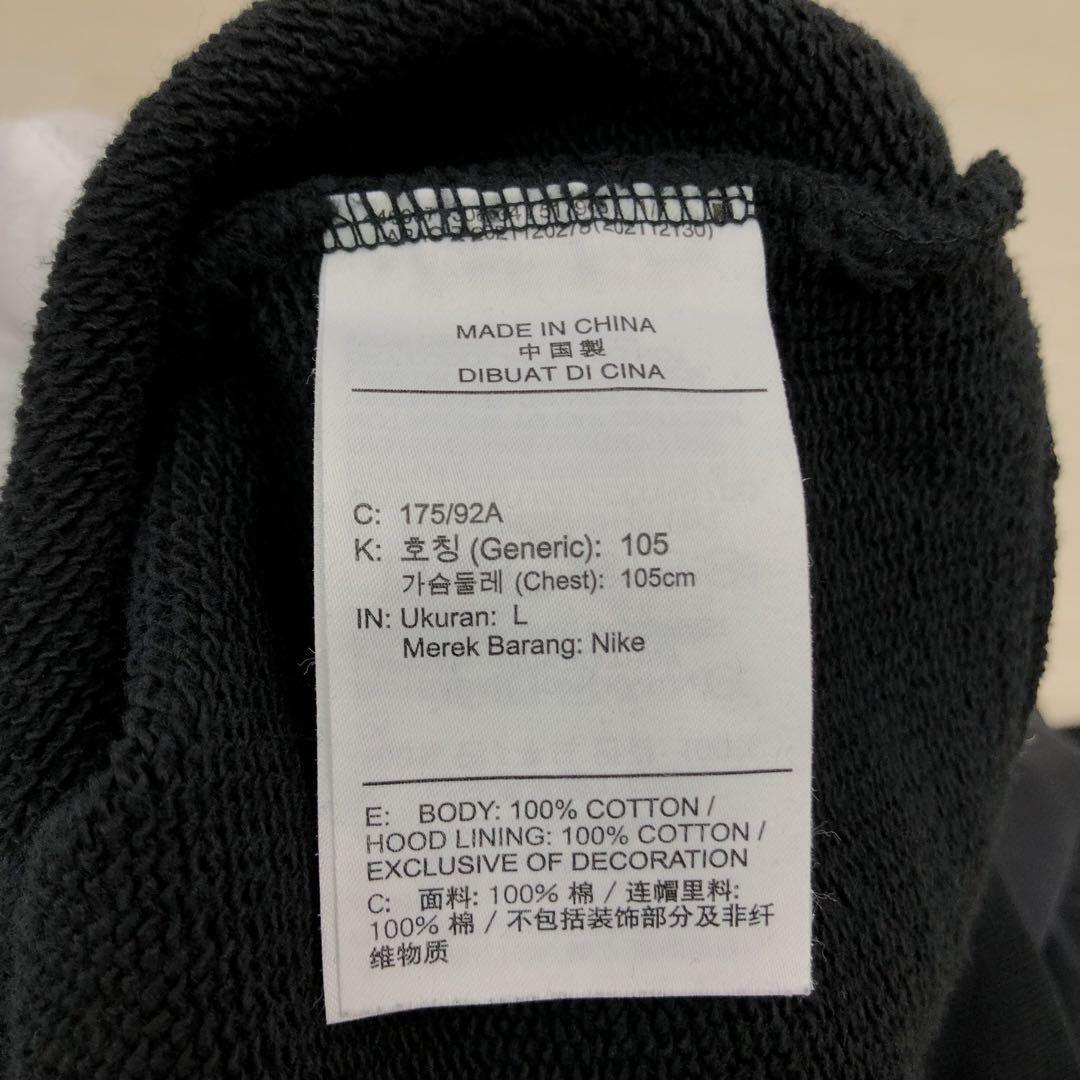 MADE IN CHINA
中国製
DIBUAT DI CINA
C: 175/92A
K: 호칭 (Generic): 105
가슴둘레 (Chest): 105cm
IN: Ukuran: L
Merek Barang: Nike
E: BODY: 100% COTTON /
HOOD LINING: 100% COTTON /
EXCLUSIVE OF DECORATION
C: 面料: 100% 棉 / 连帽里料:
100% 棉 / 不包括装饰部分及非纤
维物质